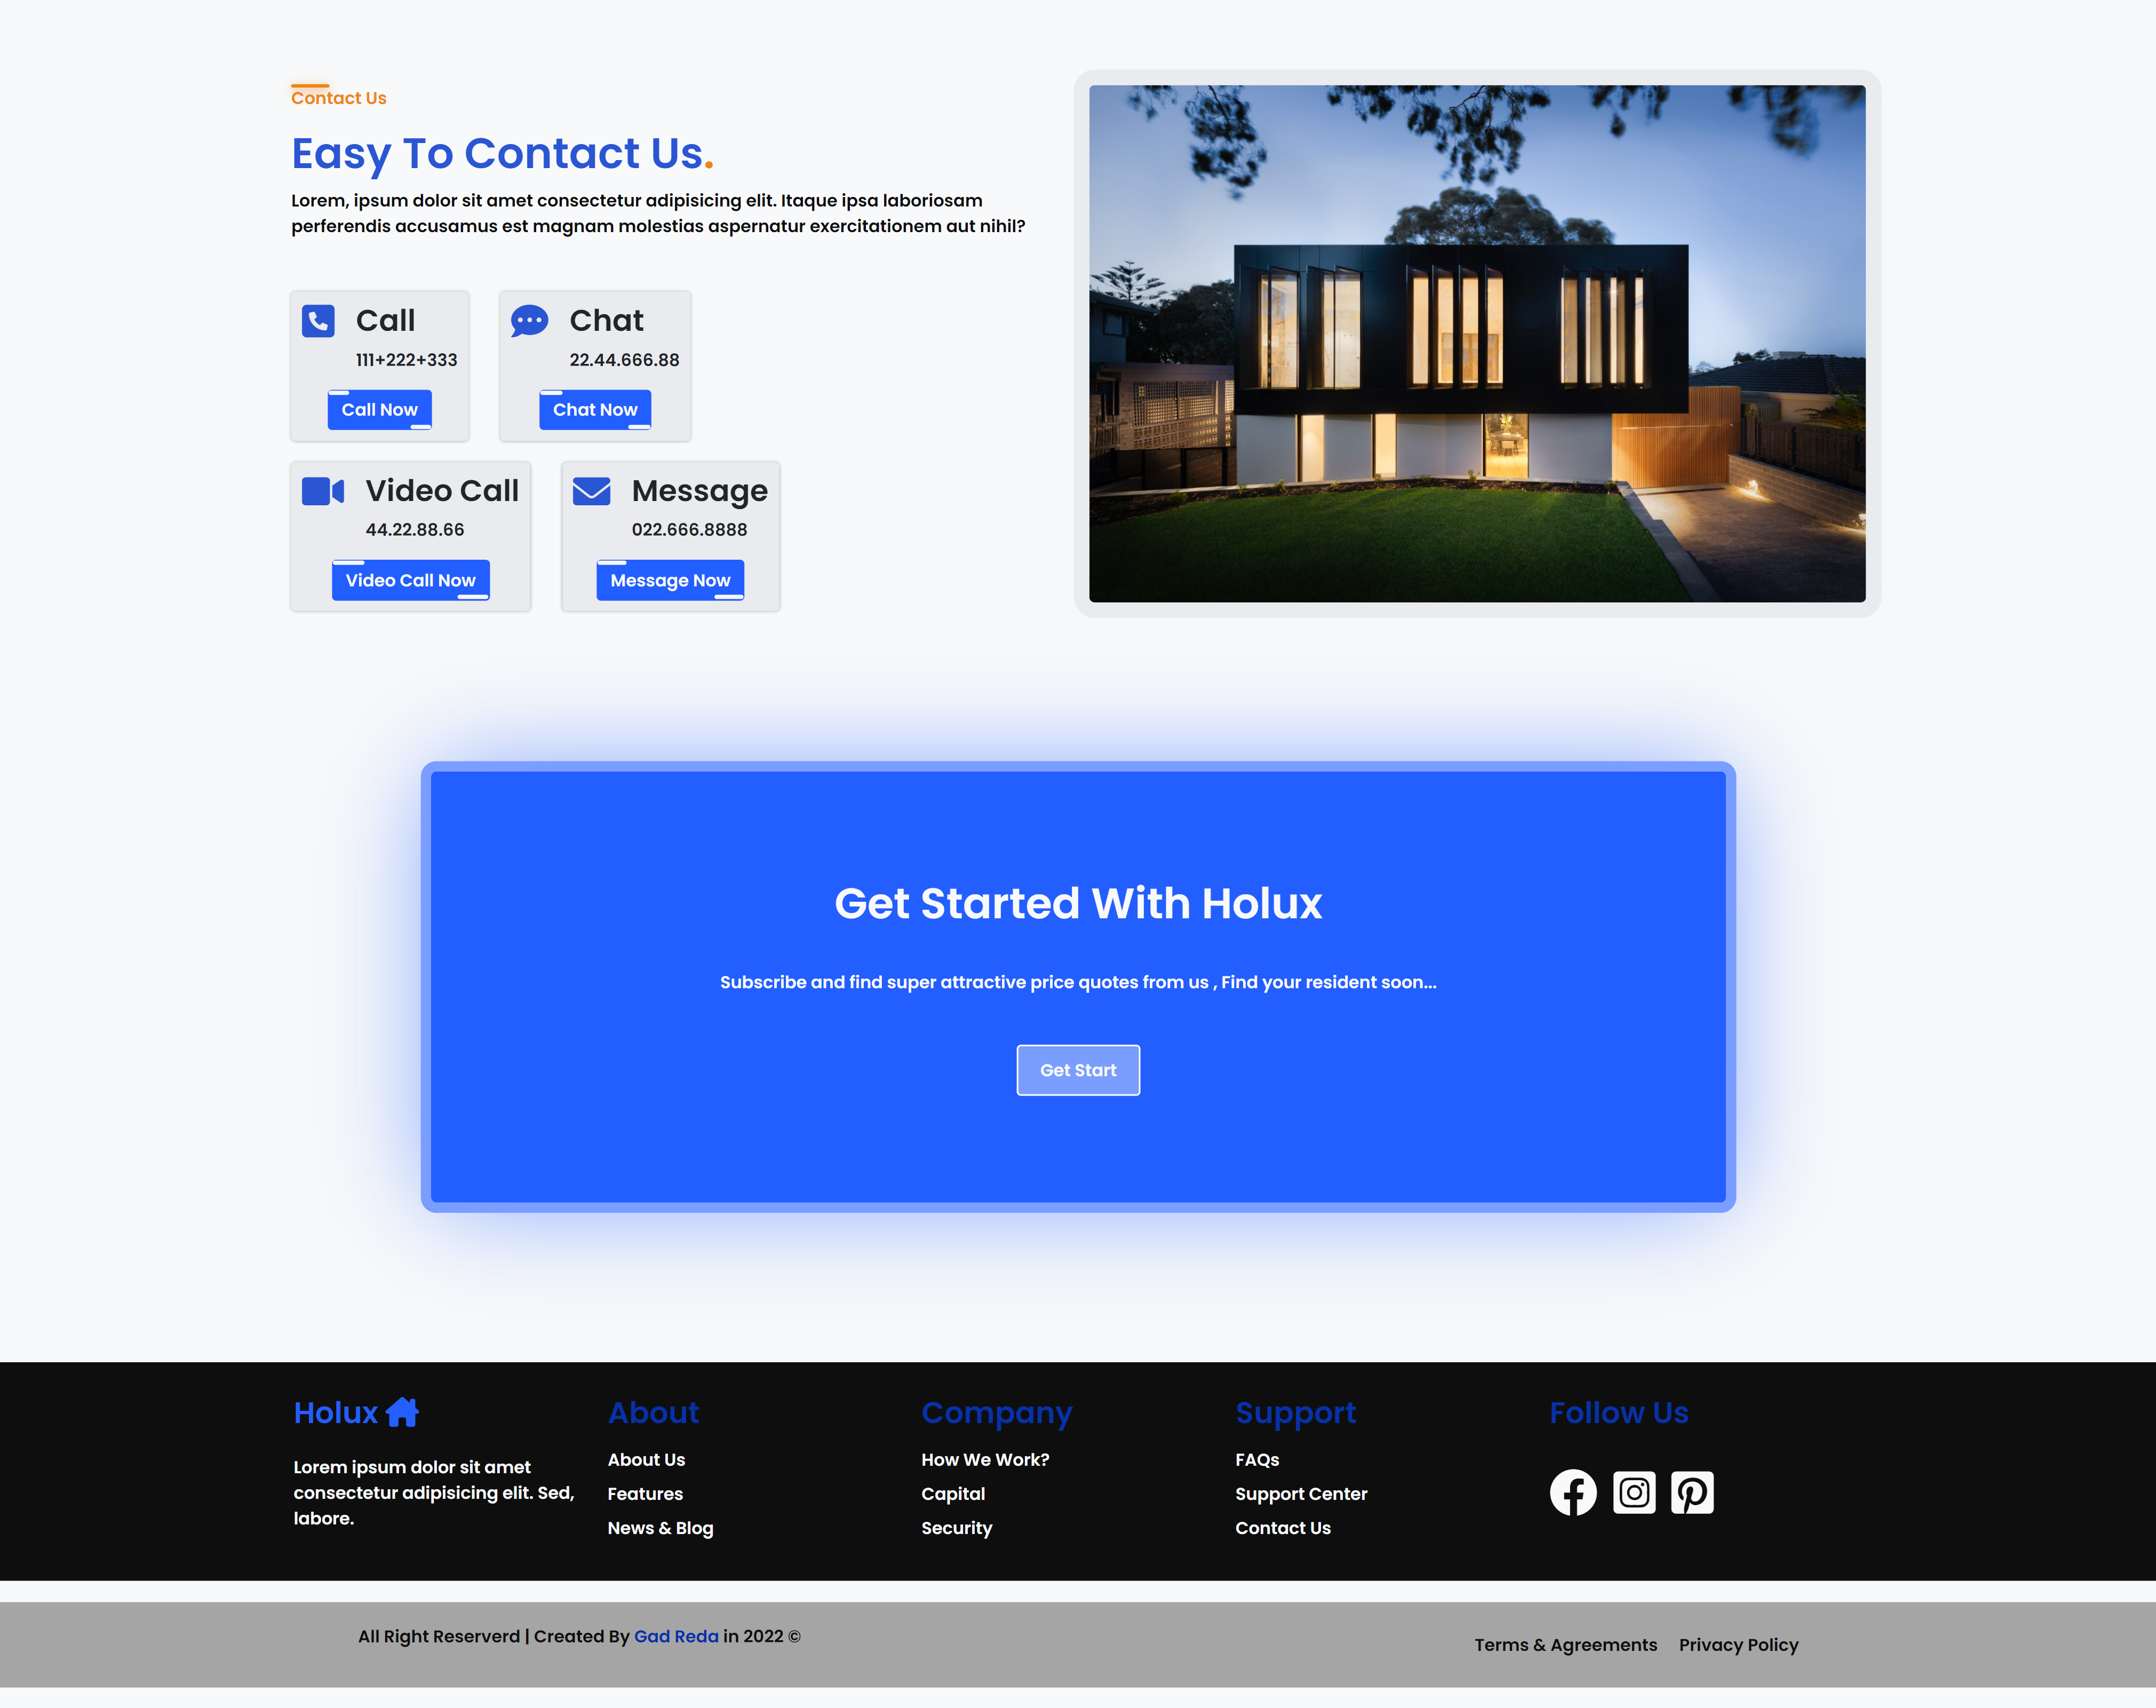 Contact Us
Easy To Contact Us.
Lorem, ipsum dolor sit amet consectetur adipisicing elit. Itaque ipsa laboriosam
perferendis accusamus est magnam molestias aspernatur exercitationem aut nihil?
Call
111+222+333
Call Now
Chat
22.44.666.88
Chat Now
Video Call
44.22.88.66
Video Call Now
Message
022.666.8888
Message Now
Get Started With Holux
Subscribe and find super attractive price quotes from us , Find your resident soon...
Get Start
Holux
Lorem ipsum dolor sit amet
consectetur adipisicing elit. Sed,
labore.
About
About Us
Features
News & Blog
Company
How We Work?
Capital
Security
Support
FAQs
Support Center
Contact Us
Follow Us
All Right Reserverd | Created By Gad Reda in 2022 ©
Terms & Agreements
Privacy Policy